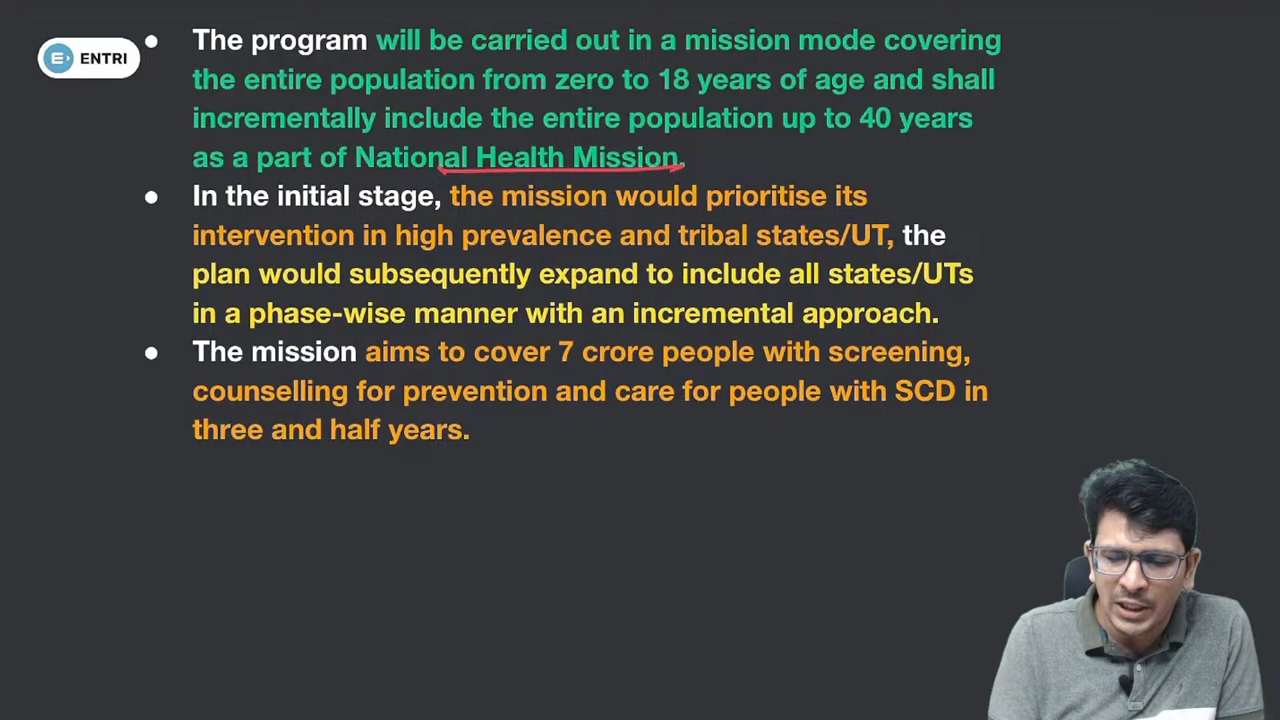 ENTRI
• The program will be carried out in a mission mode covering
the entire population from zero to 18 years of age and shall
incrementally include the entire population up to 40 years
as a part of National Health Mission.
• In the initial stage, the mission would prioritise its
intervention in high prevalence and tribal states/UT, the
plan would subsequently expand to include all states/UTs
in a phase-wise manner with an incremental approach.
• The mission aims to cover 7 crore people with screening,
counselling for prevention and care for people with SCD in
three and half years.